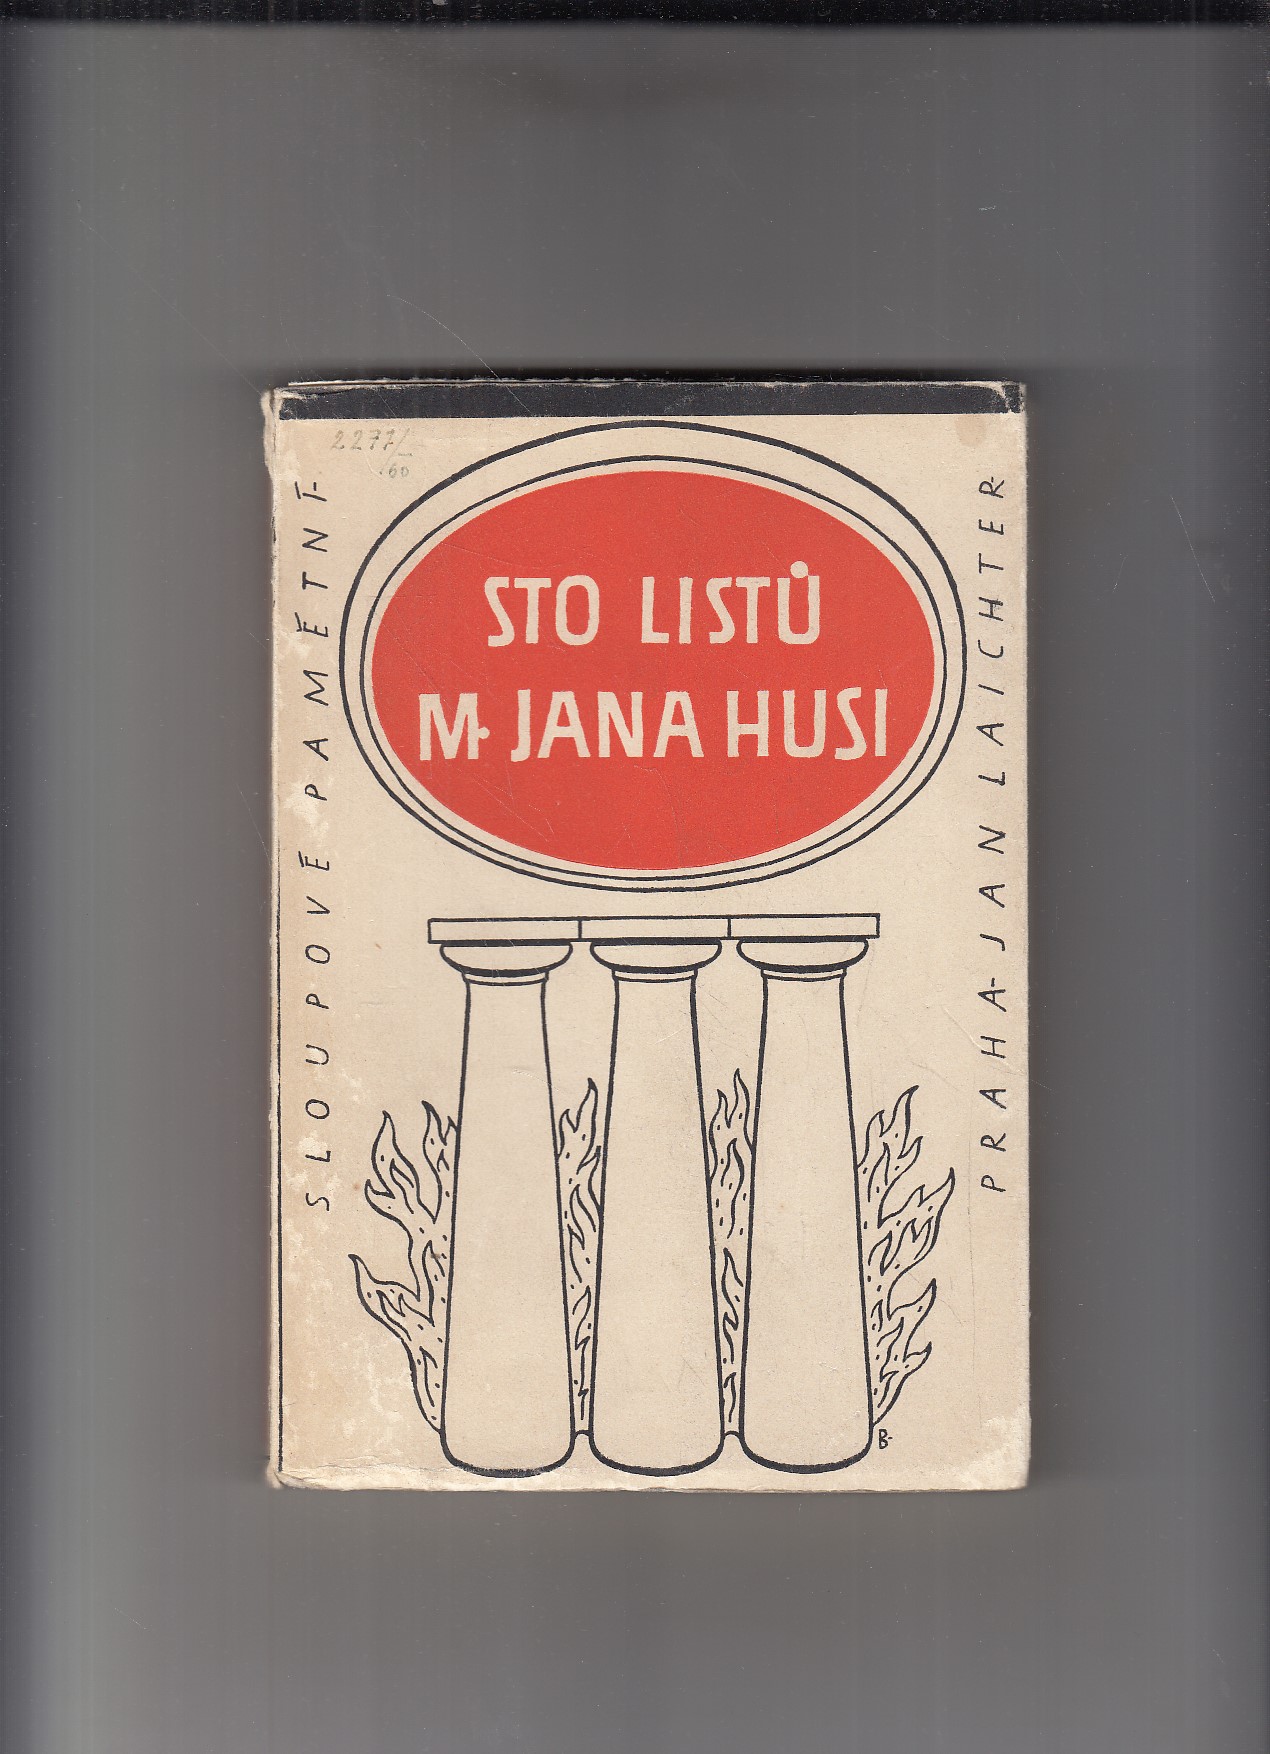 2277/
60
STO LISTŮ
M· JANA HUSI
SLOUPOVÉ PAMĚTNÍ·
PRAHA·JAN LAICHTER·
B·